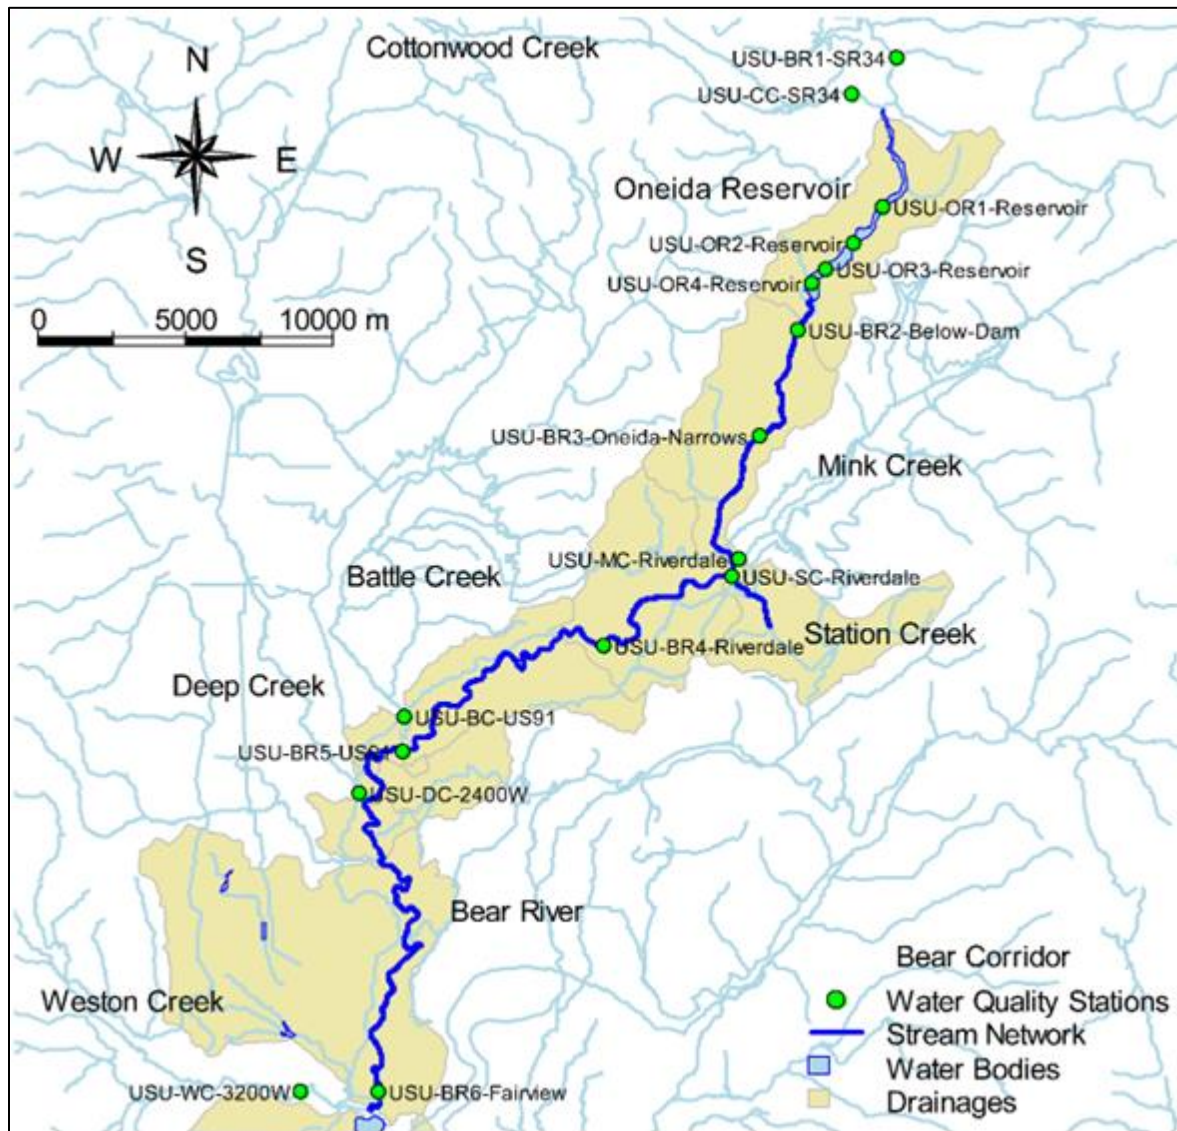 Cottonwood Creek
USU-BR1-SR34
USU-CC-SR34
N
W E
S
Oneida Reservoir
USU-OR1-Reservoir
USU-OR2-Reservoir
USU-OR3-Reservoir
USU-OR4-Reservoir
0 5000 10000 m
USU-BR2-Below-Dam
USU-BR3-Oneida-Narrows
Mink Creek
USU-MC-Riverdale
USU-SC-Riverdale
Battle Creek
Station Creek
USU-BR4-Riverdale
Deep Creek
USU-BC-US91
USU-BR5-US91
USU-DC-2400W
Bear River
Bear Corridor
Weston Creek
Water Quality Stations
Stream Network
Water Bodies
Drainages
USU-WC-3200W
USU-BR6-Fairview